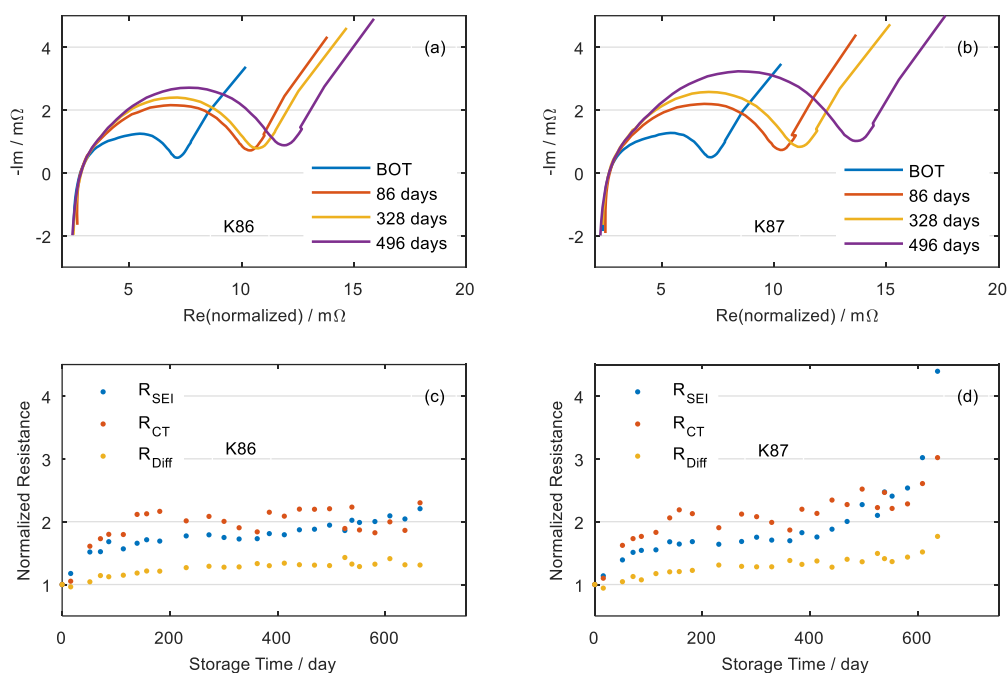 (a)
-Im / mΩ
4
2
0
-2
BOT
86 days
328 days
496 days
K86
5
10
15
20
Re(normalized) / mΩ
(b)
-Im / mΩ
4
2
0
-2
BOT
86 days
328 days
496 days
K87
5
10
15
20
Re(normalized) / mΩ
(c)
Normalized Resistance
4
3
2
1
R_SEI
R_CT
R_Diff
K86
0
200
400
600
Storage Time / day
(d)
Normalized Resistance
4
3
2
1
R_SEI
R_CT
R_Diff
K87
0
200
400
600
Storage Time / day